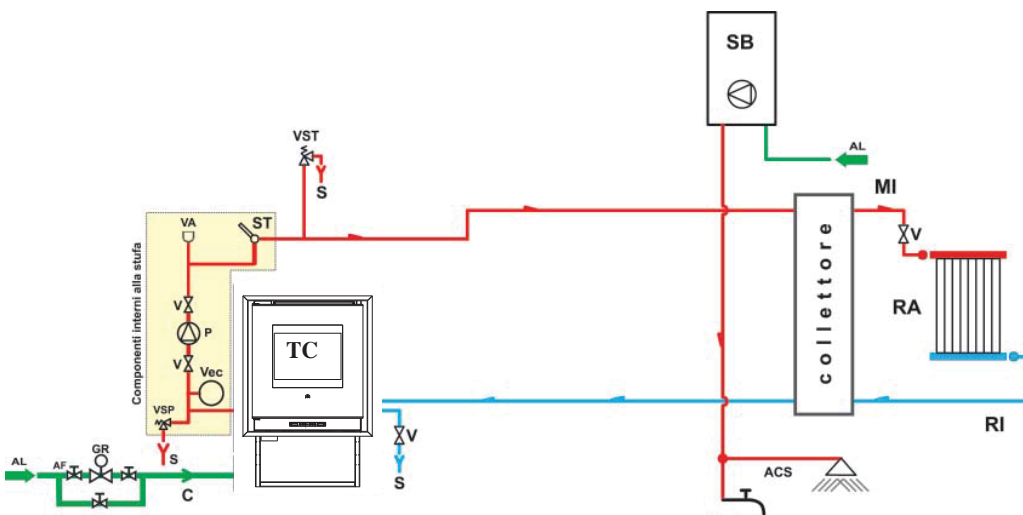 SB
VST
S
AL
MI
VA
ST
V
Componenti interni alla stufa
collettore
RA
V
P
V
TC
Vec
VSP
V
RI
S
S
AL
AF
GR
C
ACS